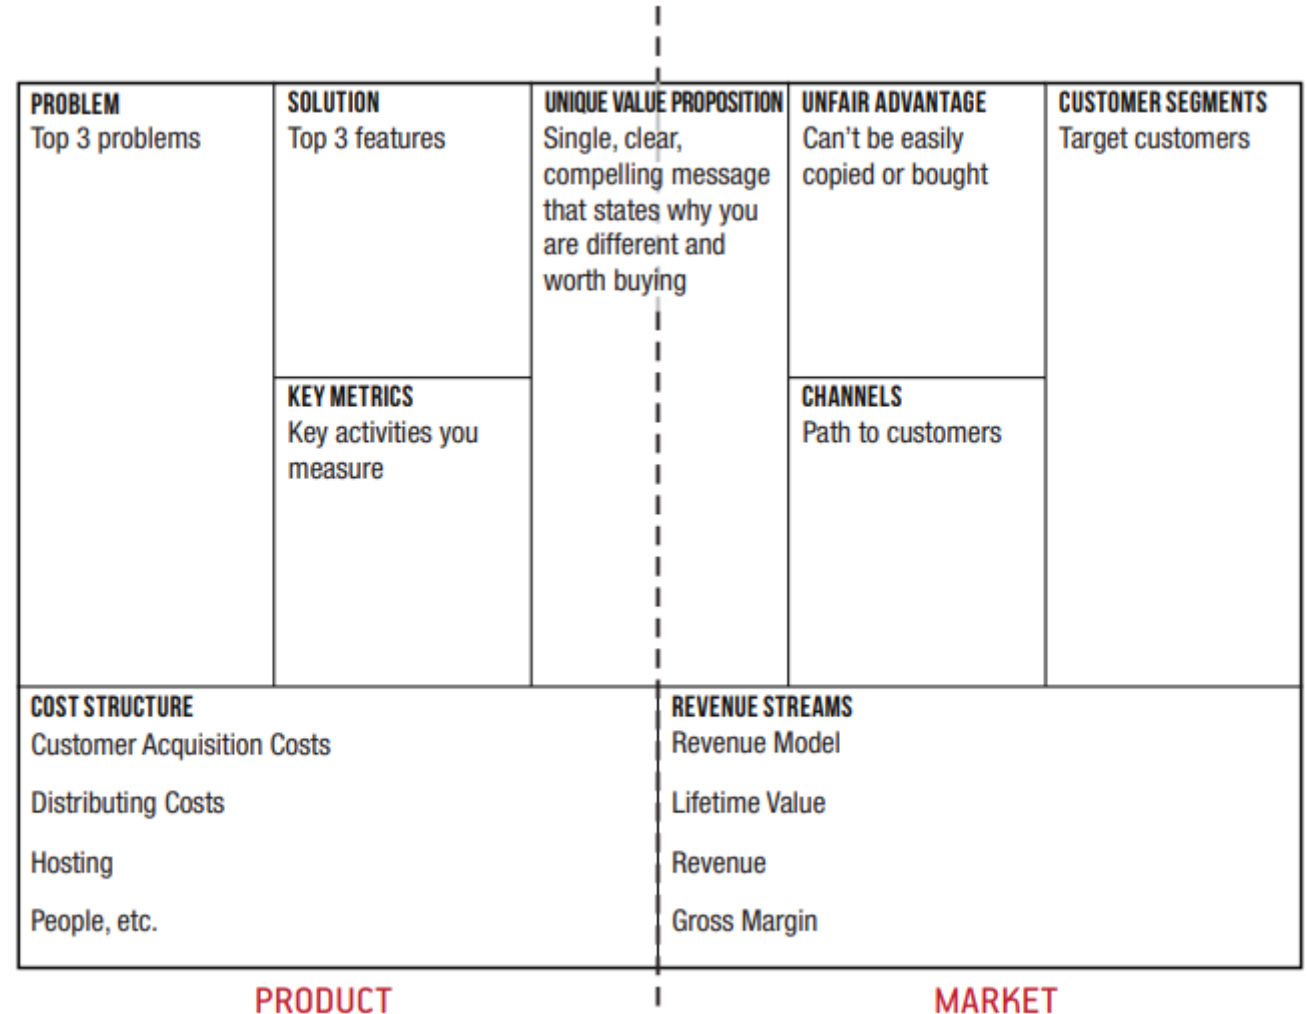 PROBLEM
Top 3 problems
SOLUTION
Top 3 features
KEY METRICS
Key activities you
measure
UNIQUE VALUE PROPOSITION
Single, clear,
compelling message
that states why you
are different and
worth buying
UNFAIR ADVANTAGE
Can't be easily
copied or bought
CHANNELS
Path to customers
CUSTOMER SEGMENTS
Target customers
COST STRUCTURE
Customer Acquisition Costs
Distributing Costs
Hosting
People, etc.
REVENUE STREAMS
Revenue Model
Lifetime Value
Revenue
Gross Margin
PRODUCT
MARKET